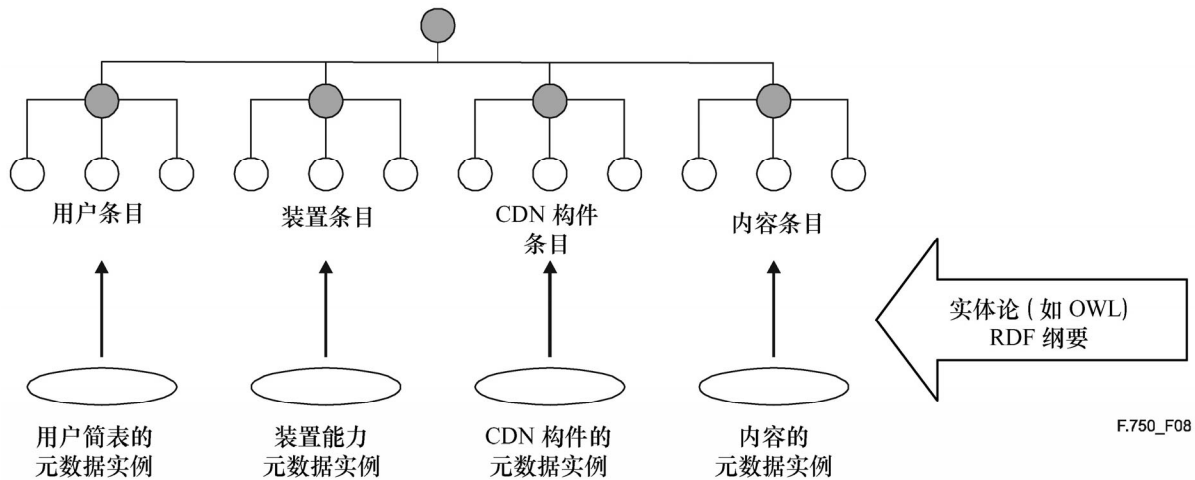 用户条目
装置条目
CDN 构件
条目
内容条目
实体论 ( 如 OWL)
RDF 纲要
用户简表的
元数据实例
装置能力
元数据实例
CDN 构件的
元数据实例
内容的
元数据实例
F.750_F08